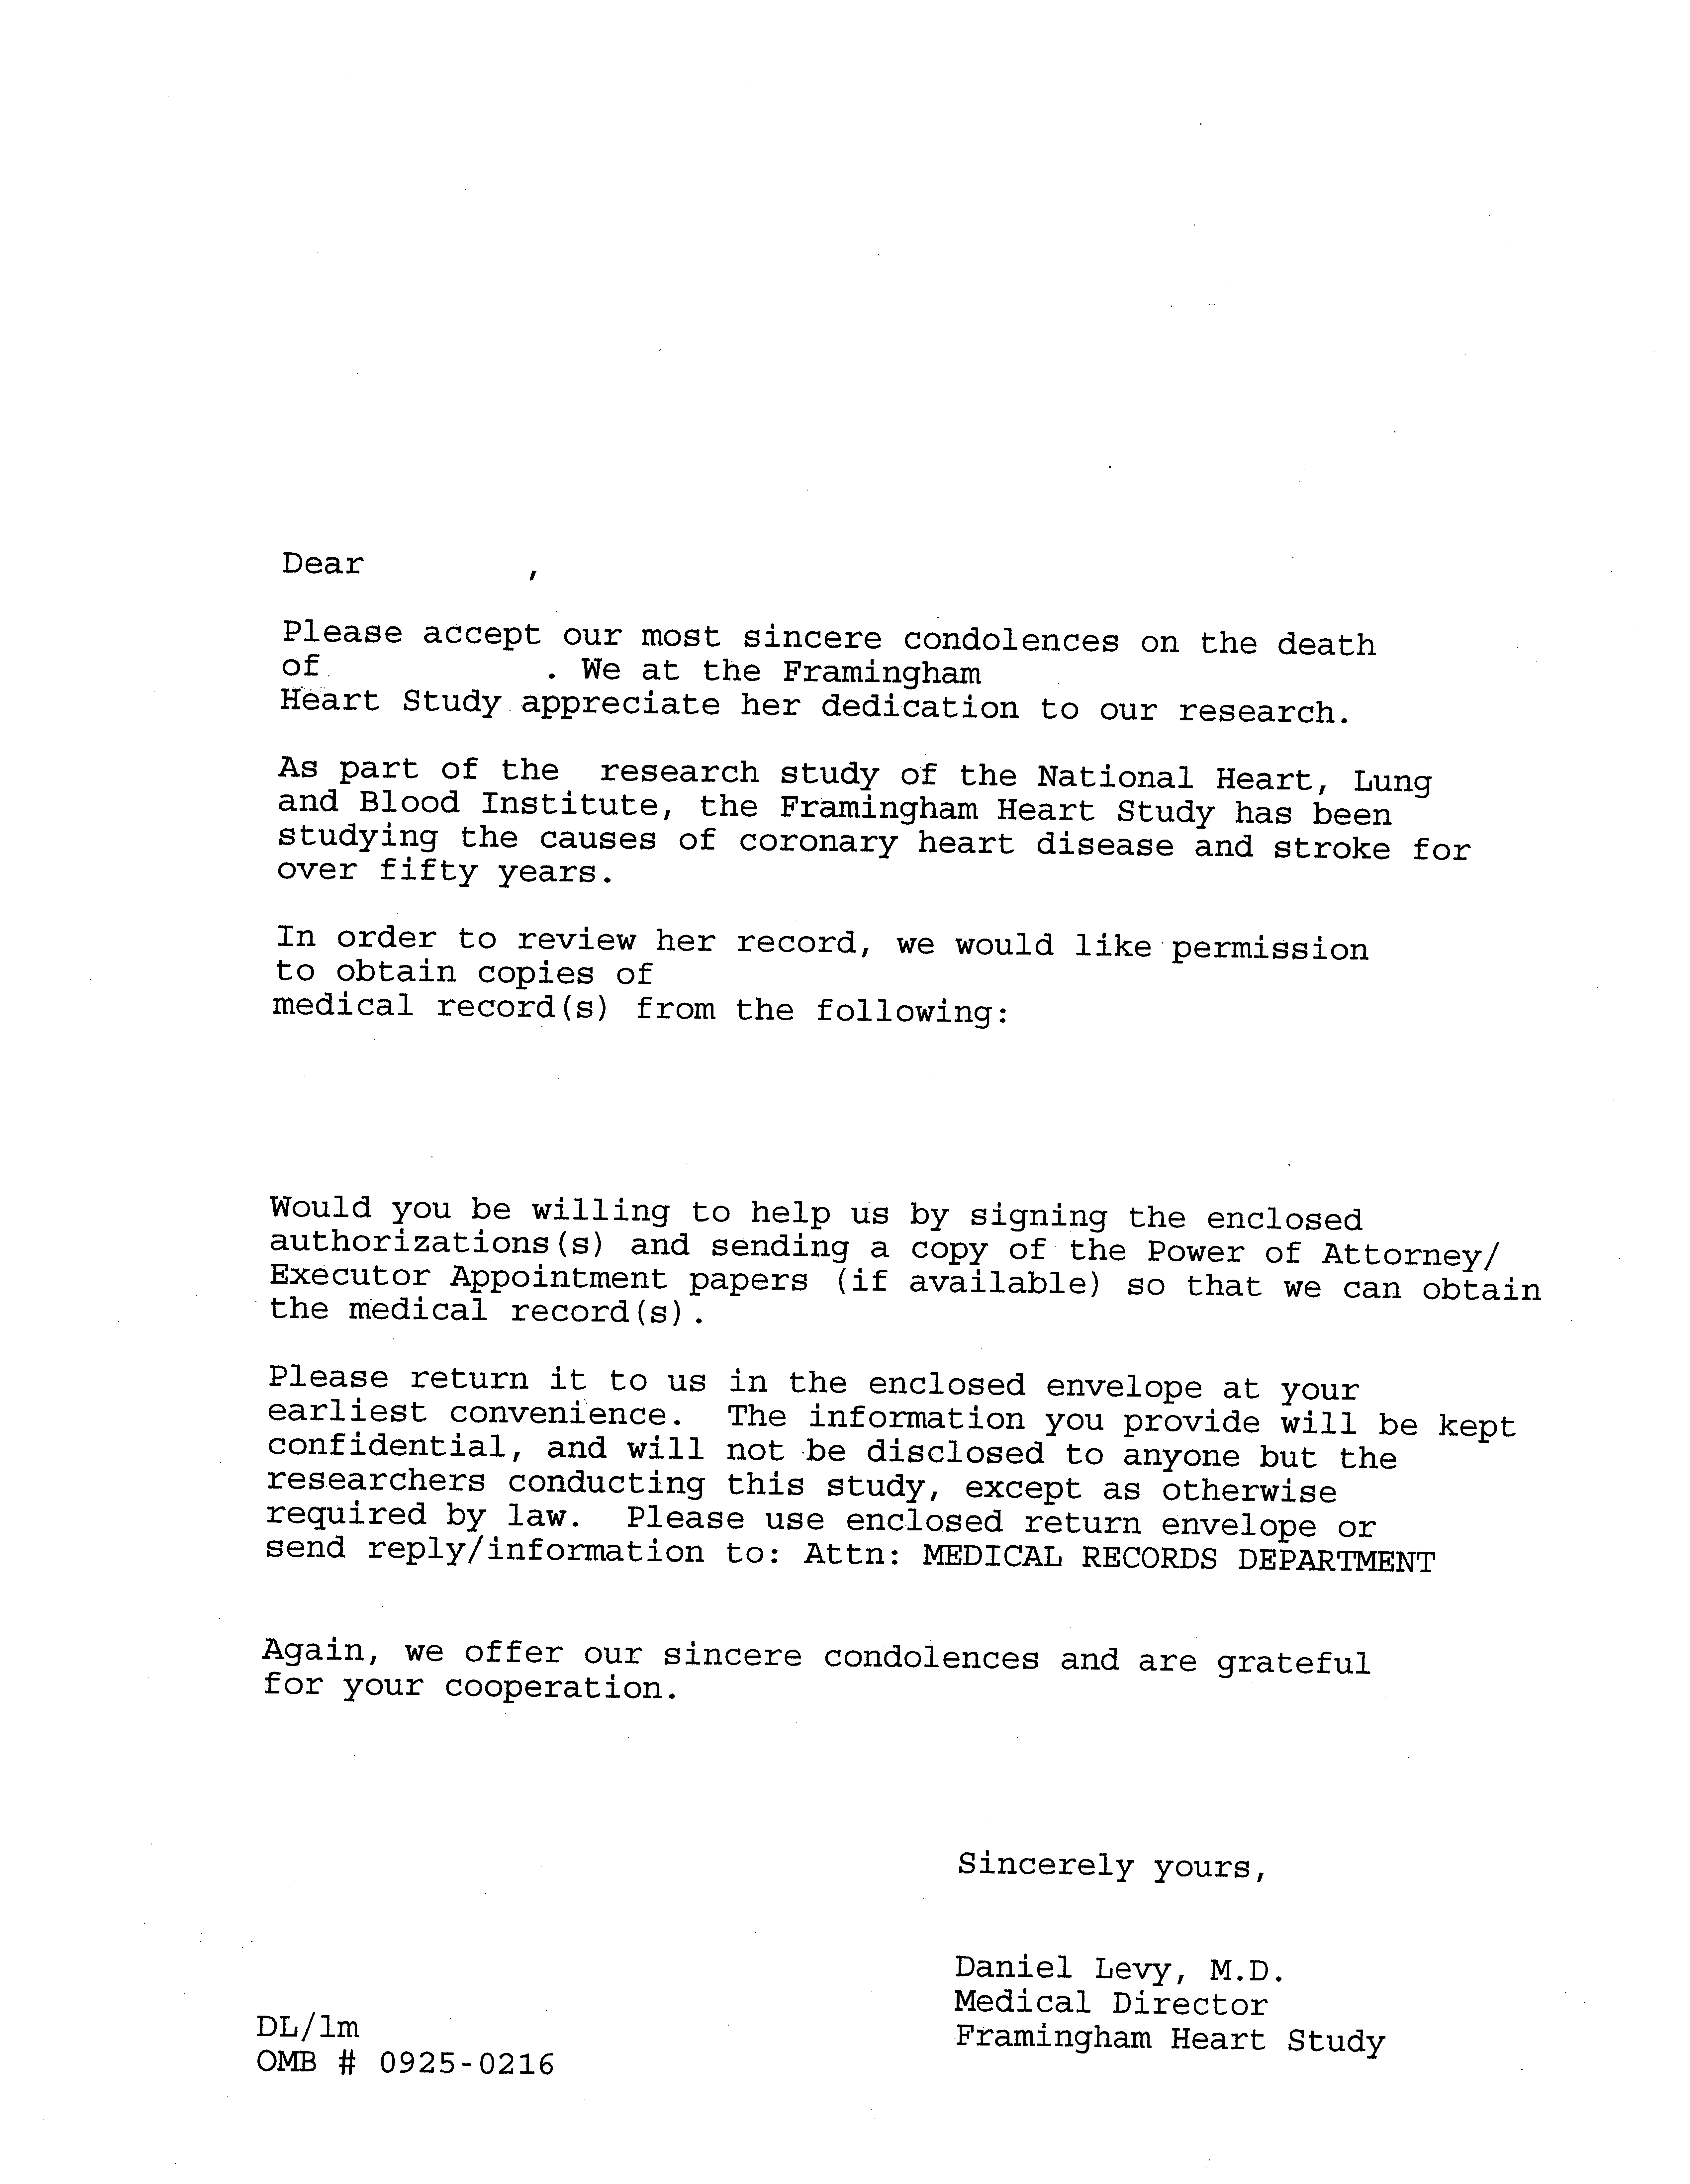 Dear ,
Please accept our most sincere condolences on the death
of . We at the Framingham
Heart Study appreciate her dedication to our research.
As part of the research study of the National Heart, Lung
and Blood Institute, the Framingham Heart Study has been
studying the causes of coronary heart disease and stroke for
over fifty years.
In order to review her record, we would like permission
to obtain copies of
medical record(s) from the following:
Would you be willing to help us by signing the enclosed
authorizations(s) and sending a copy of the Power of Attorney/
Executor Appointment papers (if available) so that we can obtain
the medical record(s).
Please return it to us in the enclosed envelope at your
earliest convenience. The information you provide will be kept
confidential, and will not be disclosed to anyone but the
researchers conducting this study, except as otherwise
required by law. Please use enclosed return envelope or
send reply/information to: Attn: MEDICAL RECORDS DEPARTMENT
Again, we offer our sincere condolences and are grateful
for your cooperation.
Sincerely yours,
Daniel Levy, M.D.
Medical Director
Framingham Heart Study
DL/lm
OMB # 0925-0216